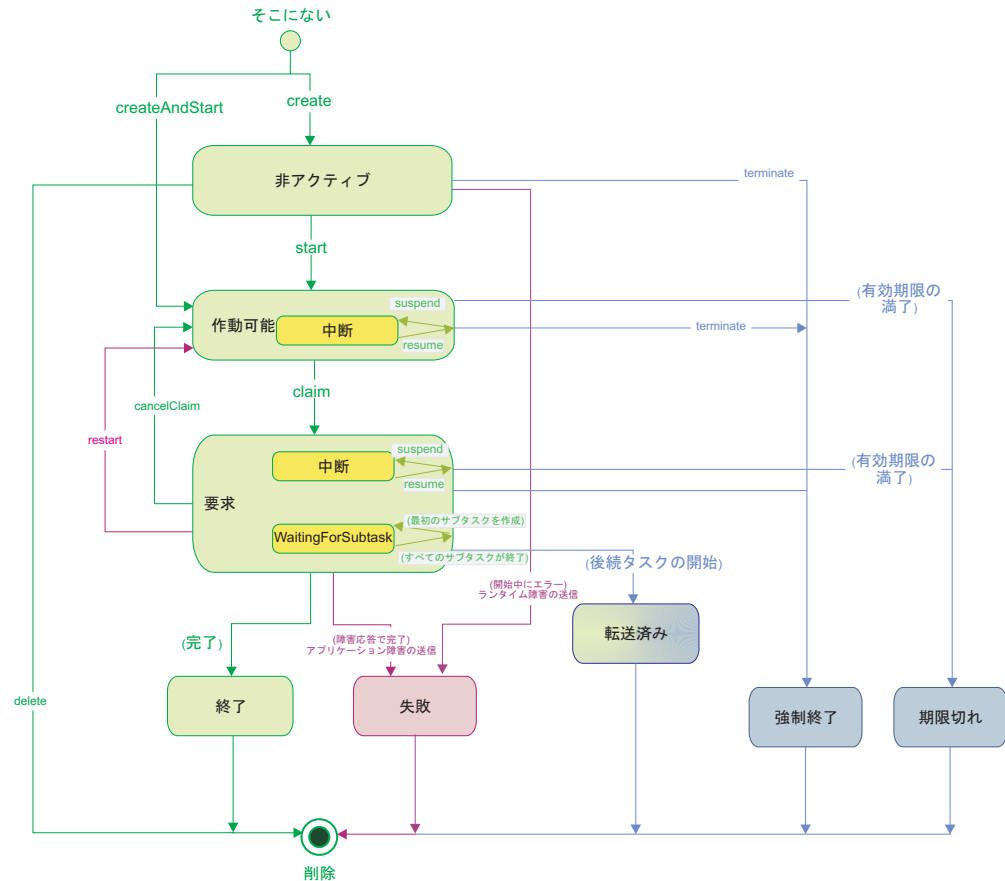 そこにない
createAndStart
create
非アクティブ
terminate
start
(有効期限の
満了)
suspend
作動可能
中断
resume
terminate
claim
cancelClaim
restart
suspend
中断
resume
(有効期限の
満了)
要求
(最初のサブタスクを作成)
WaitingForSubtask
(すべてのサブタスクが終了)
(後続タスクの開始)
(開始中にエラー)
ランタイム障害の送信
転送済み
(完了)
(障害応答で完了)
アプリケーション障害の送信
delete
終了
失敗
強制終了
期限切れ
削除